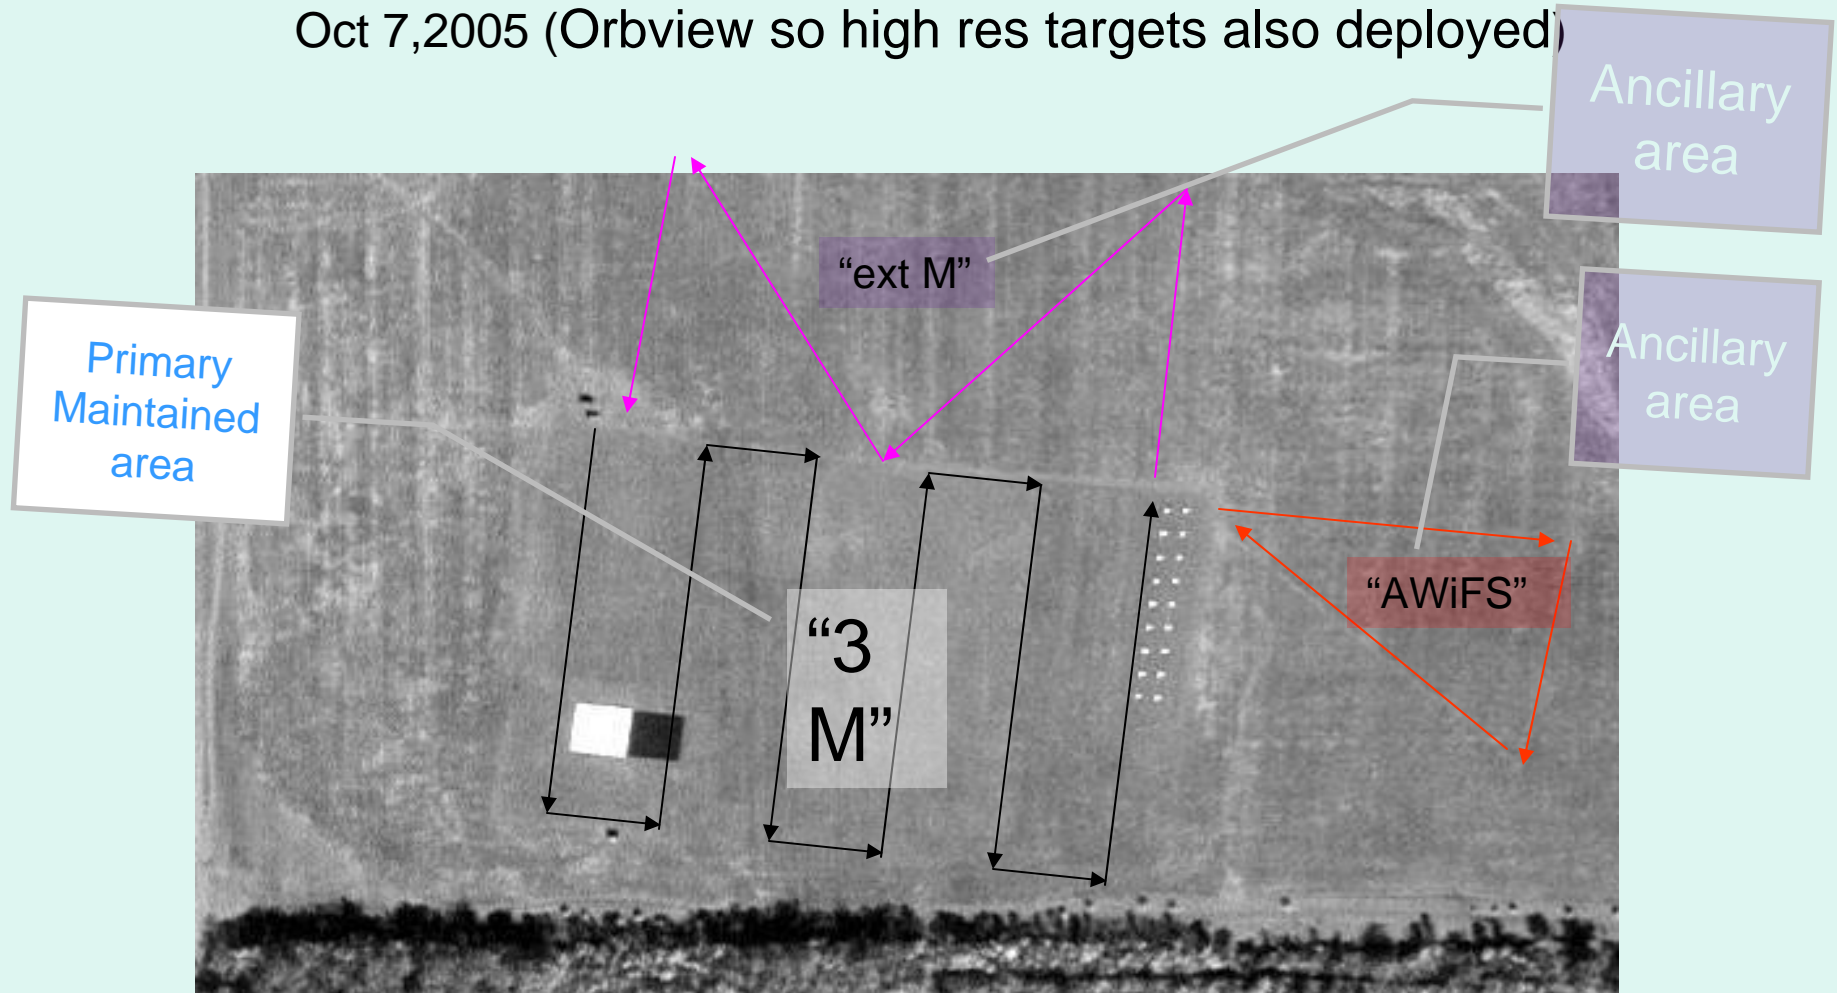 Oct 7,2005 (Orbview so high res targets also deployed)
Ancillary
area
“ext M”
Ancillary
area
Primary
Maintained
area
“AWiFS”
“3
M”